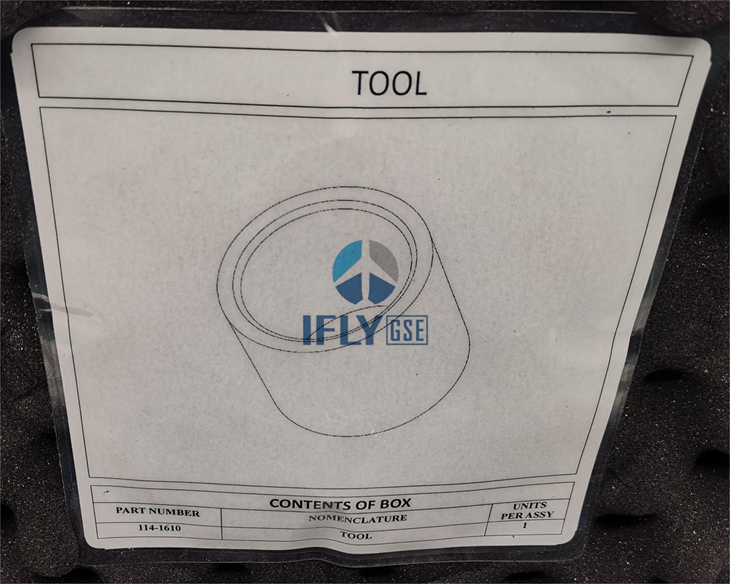 TOOL
IFLY GSE
CONTENTS OF BOX
PART NUMBER
NOMENCLATURE
UNITS
PER ASSY
114-1610
TOOL
1